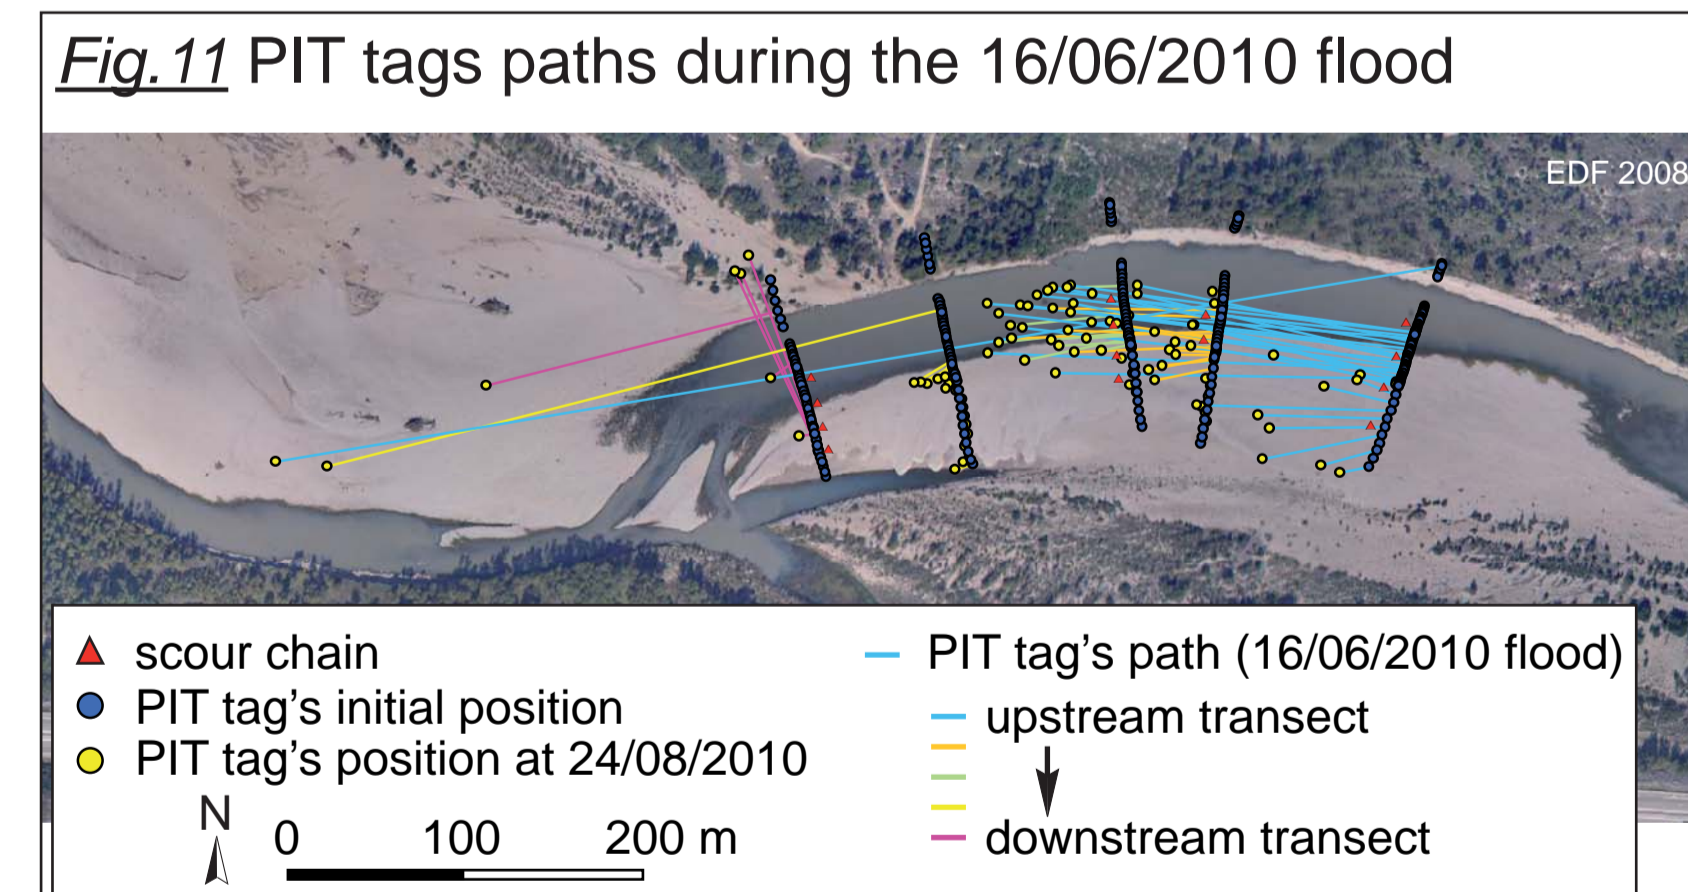 Fig.11 PIT tags paths during the 16/06/2010 flood
EDF 2008
scour chain
PIT tag's initial position
PIT tag's position at 24/08/2010
N
0 100 200 m
PIT tag's path (16/06/2010 flood)
upstream transect
downstream transect